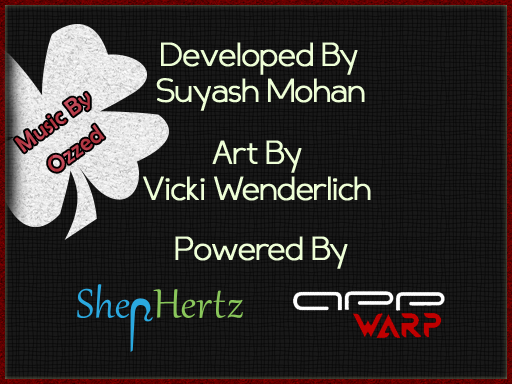 Music By
Ozzed
Developed By
Suyash Mohan
Art By
Vicki Wenderlich
Powered By
ShepHertz
APP
WARP